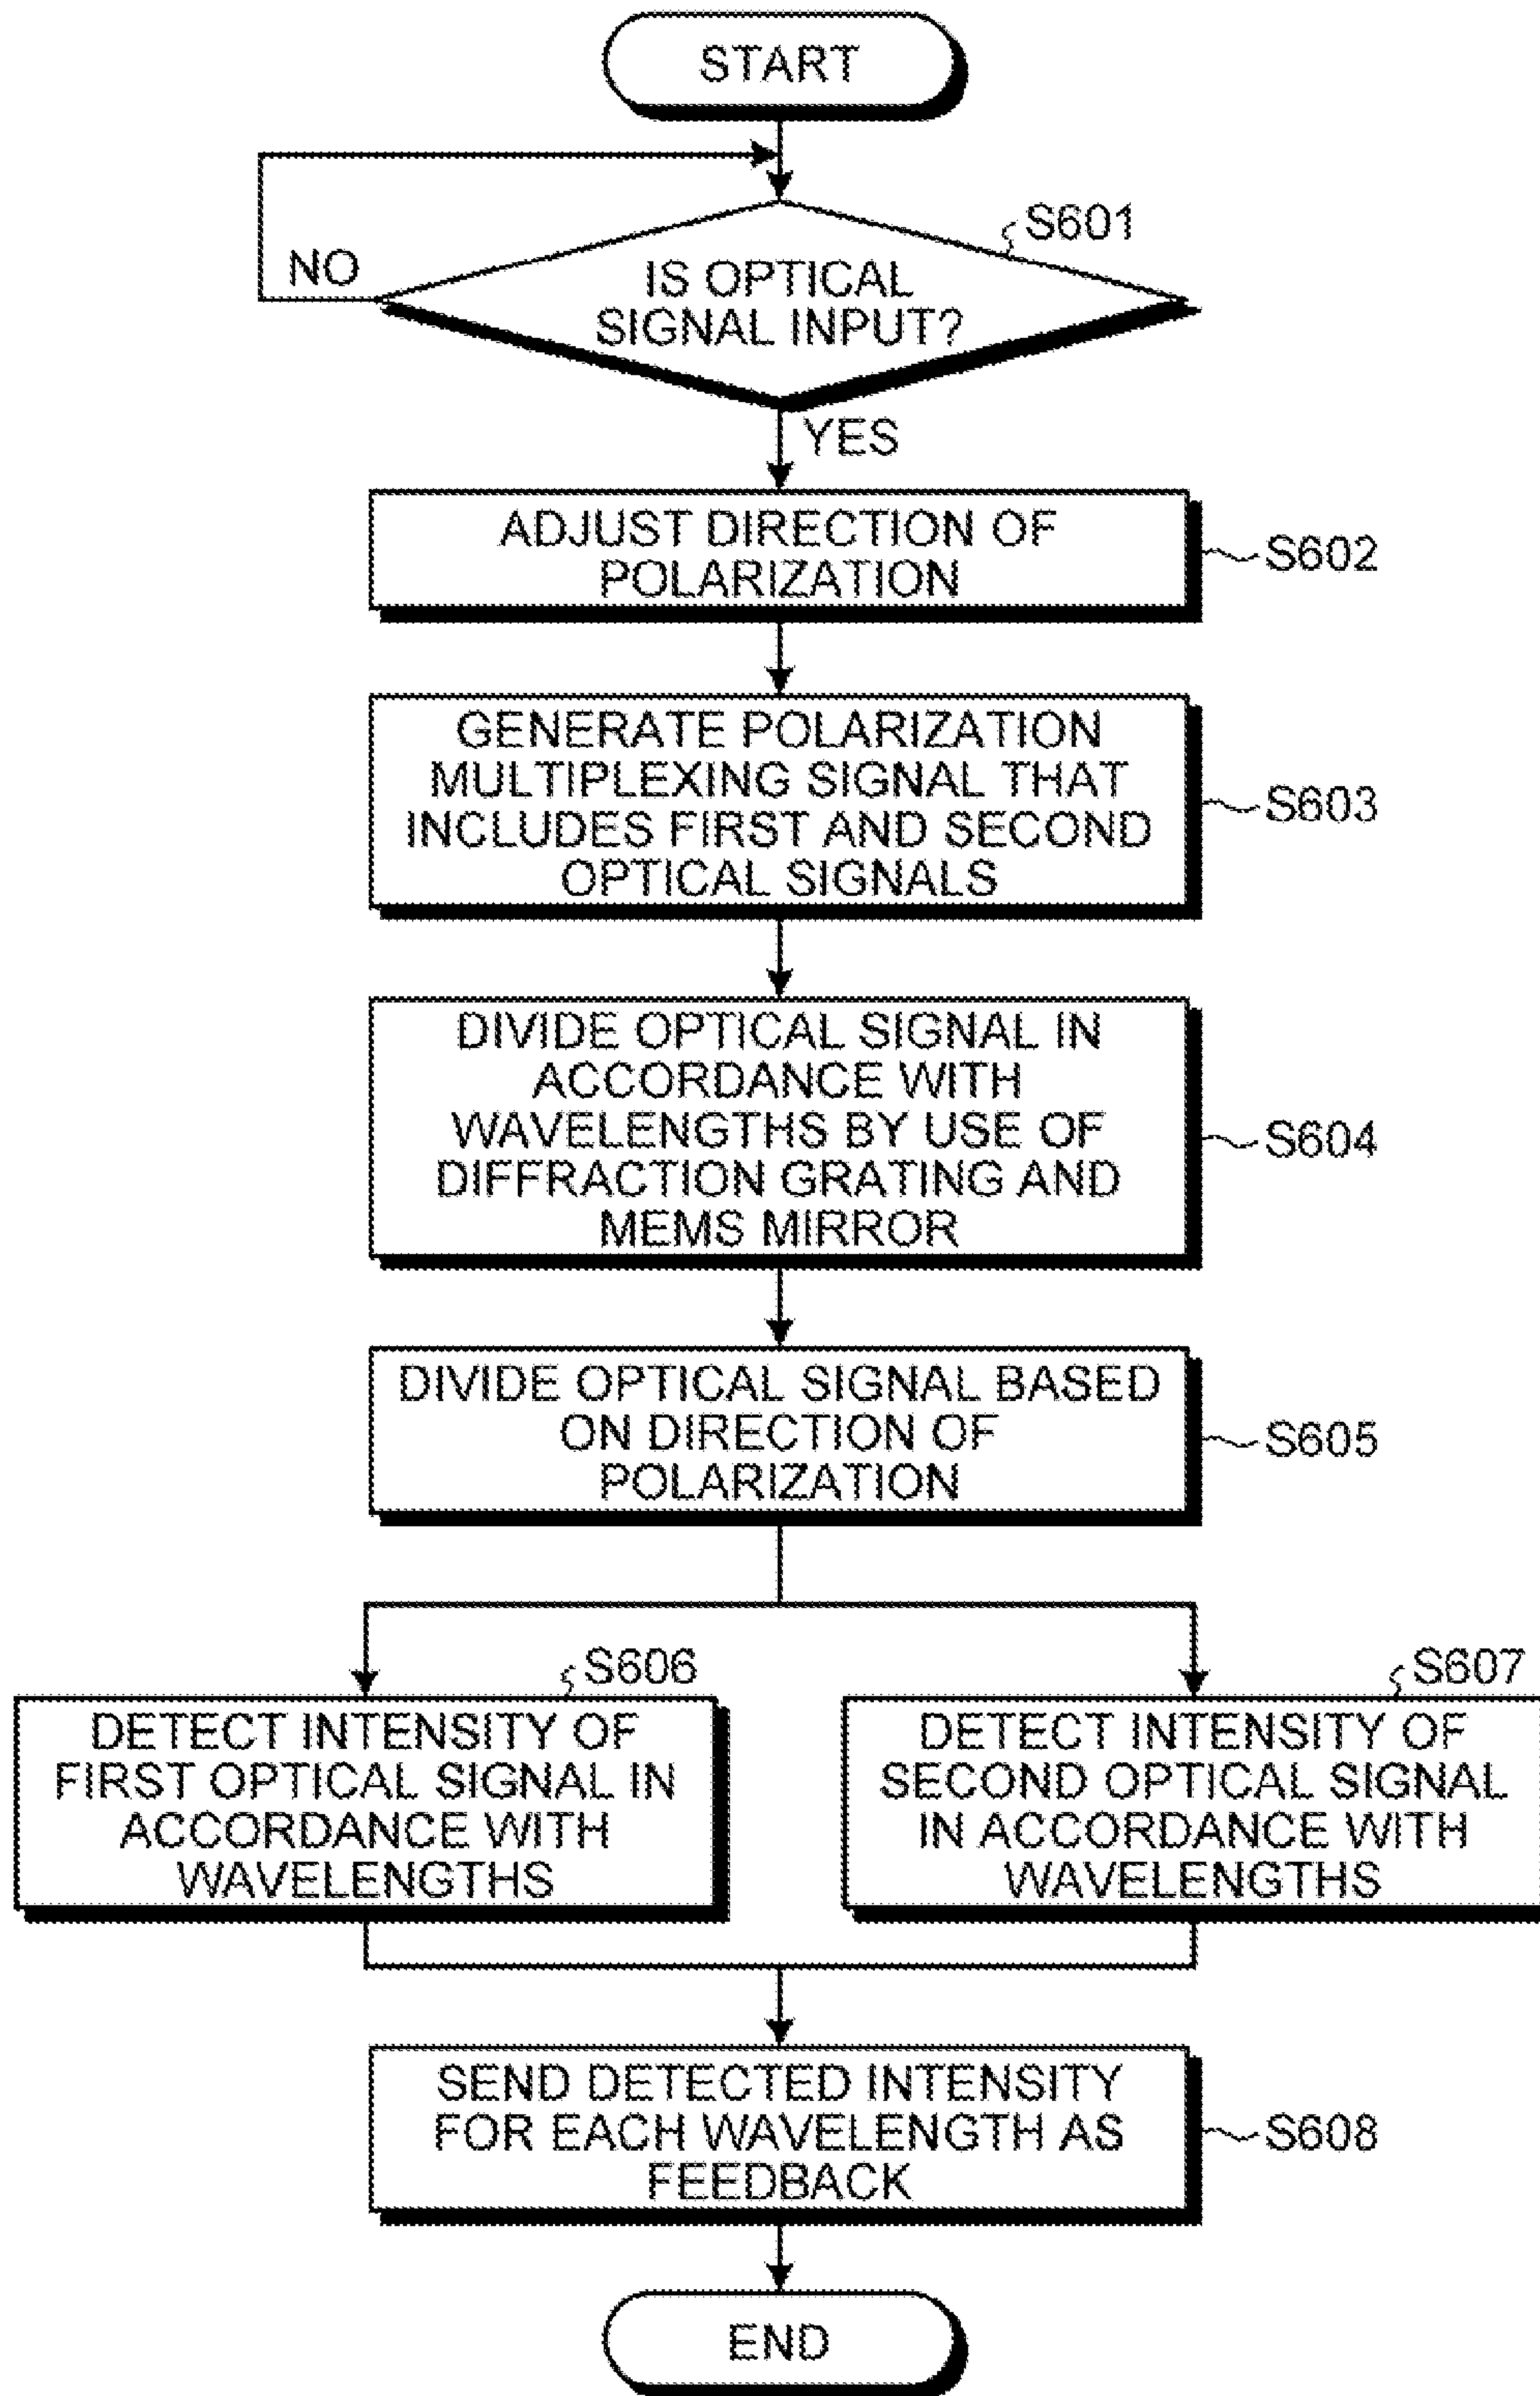 START
S601
NO
IS OPTICAL
SIGNAL INPUT?
YES
ADJUST DIRECTION OF
POLARIZATION
S602
GENERATE POLARIZATION
MULTIPLEXING SIGNAL THAT
INCLUDES FIRST AND SECOND
OPTICAL SIGNALS
S603
DIVIDE OPTICAL SIGNAL IN
ACCORDANCE WITH
WAVELENGTHS BY USE OF
DIFFRACTION GRATING AND
MEMS MIRROR
S604
DIVIDE OPTICAL SIGNAL BASED
ON DIRECTION OF
POLARIZATION
S605
S606
DETECT INTENSITY OF
FIRST OPTICAL SIGNAL IN
ACCORDANCE WITH
WAVELENGTHS
S607
DETECT INTENSITY OF
SECOND OPTICAL SIGNAL
IN ACCORDANCE WITH
WAVELENGTHS
SEND DETECTED INTENSITY
FOR EACH WAVELENGTH AS
FEEDBACK
S608
END